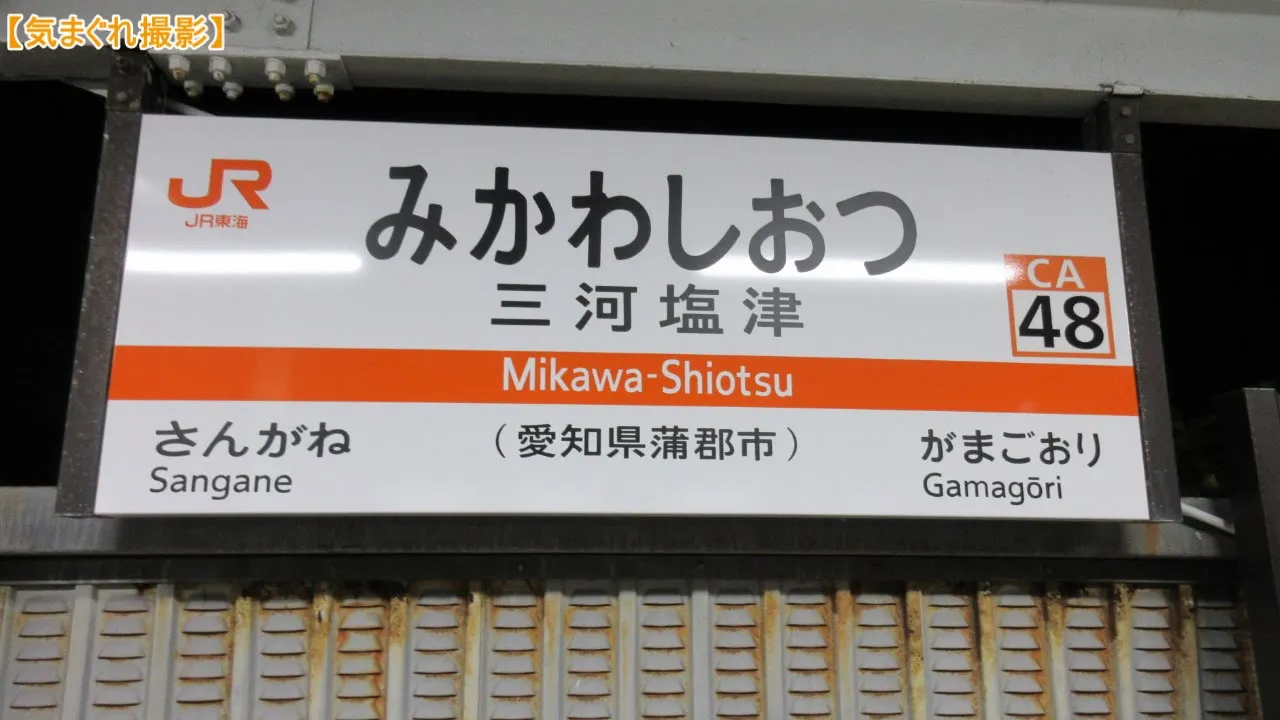 【気まぐれ撮影】
JR
JR東海
みかわしおつ
三河塩津
CA
48
Mikawa-Shiotsu
さんがね
Sangane
（愛知県蒲郡市）
がまごおり
Gamagōri